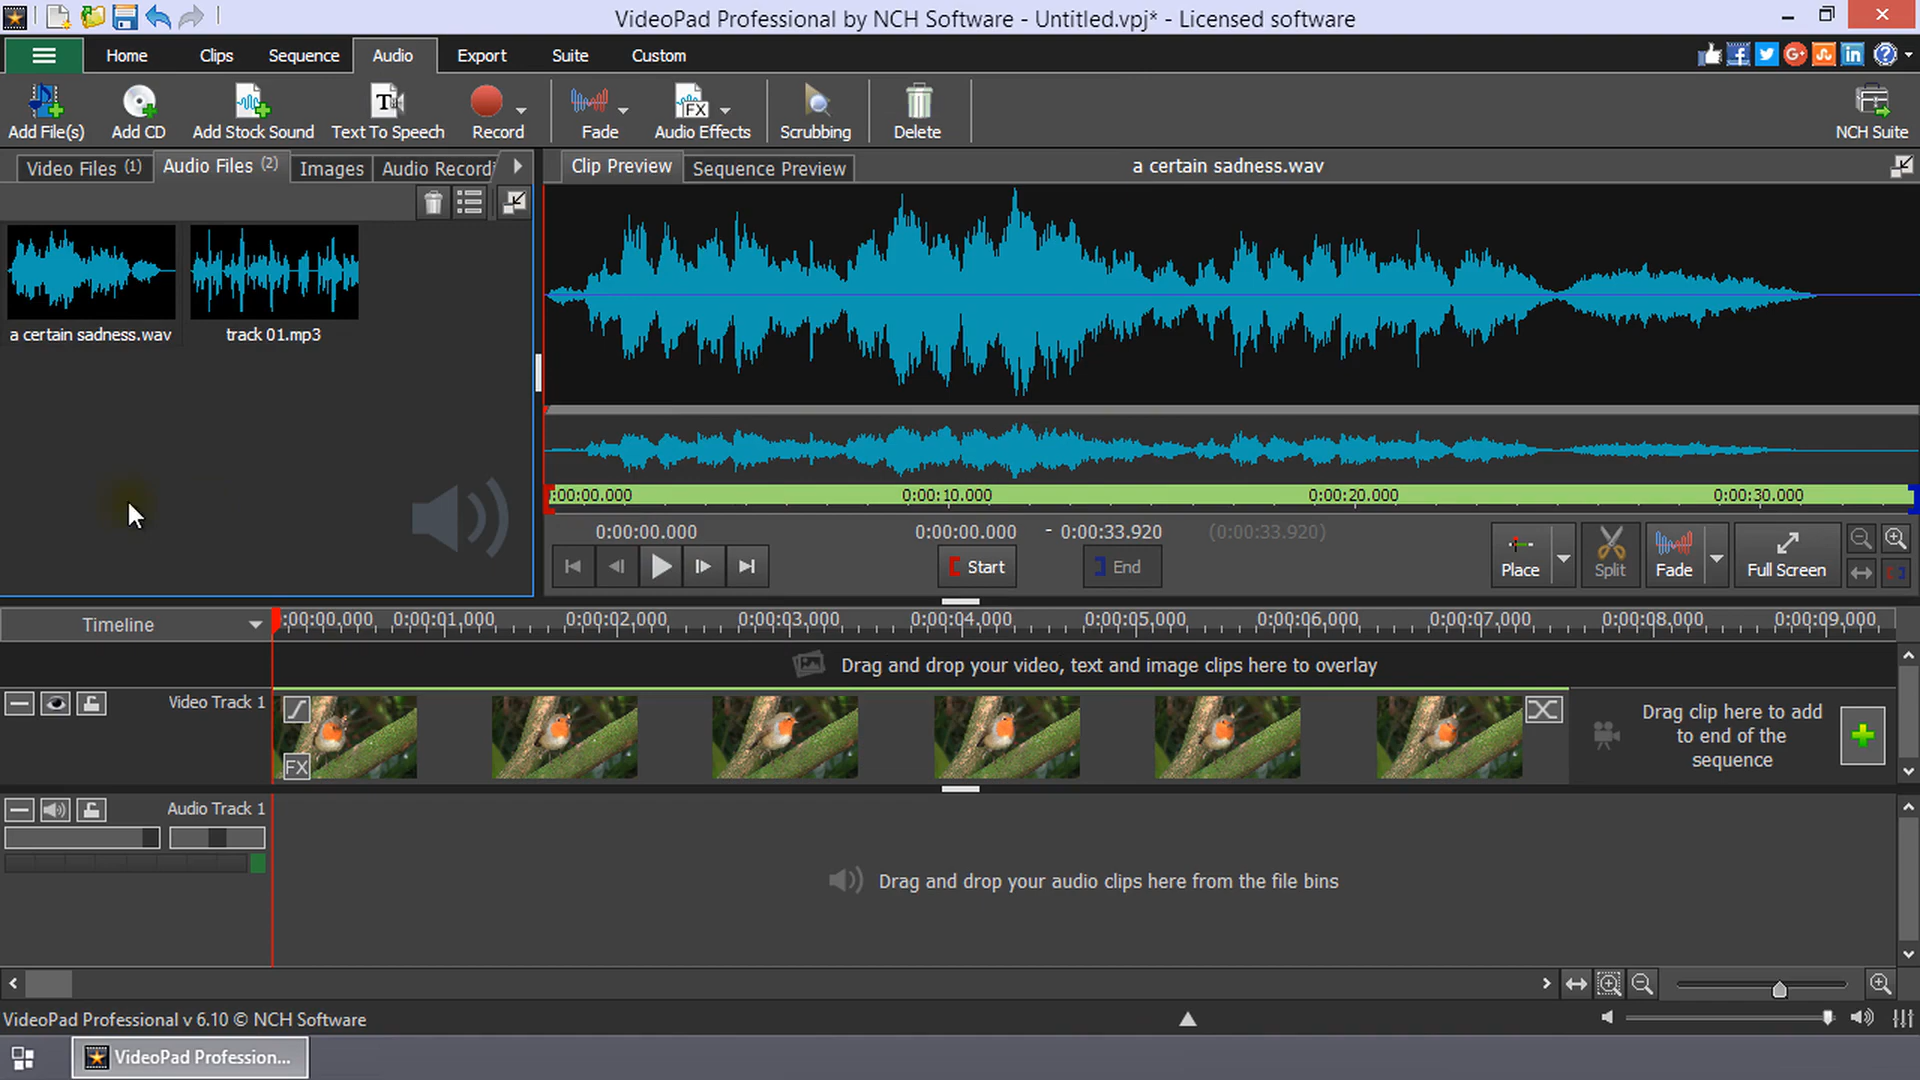 VideoPad Professional by NCH Software - Untitled.vpj* - Licensed software
Home Clips Sequence Audio Export Suite Custom
Add File(s) Add CD Add Stock Sound Text To Speech Record Fade Audio Effects Scrubbing Delete NCH Suite
Video Files (1) Audio Files (2) Images Audio Recordi
Clip Preview Sequence Preview a certain sadness.wav
a certain sadness.wav track 01.mp3
:00:00.000 0:00:10.000 0:00:20.000 0:00:30.000
0:00:00.000 0:00:00.000 - 0:00:33.920 (0:00:33.920)
Start End Place Split Fade Full Screen
Timeline :00:00.000 0:00:01.000 0:00:02.000 0:00:03.000 0:00:04.000 0:00:05.000 0:00:06.000 0:00:07.000 0:00:08.000 0:00:09.000
Drag and drop your video, text and image clips here to overlay
Video Track 1
FX
Drag clip here to add
to end of the
sequence
Audio Track 1
Drag and drop your audio clips here from the file bins
VideoPad Professional v 6.10 © NCH Software
VideoPad Profession...